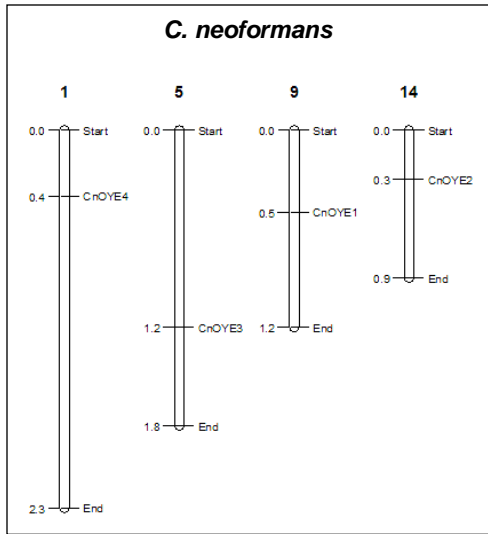 C. neoformans
1 5 9 14
0.0 Start 0.0 Start 0.0 Start 0.0 Start
0.3 CnOYE2
0.4 CnOYE4
0.5 CnOYE1
0.9 End
1.2 CnOYE3 1.2 End
1.8 End
2.3 End